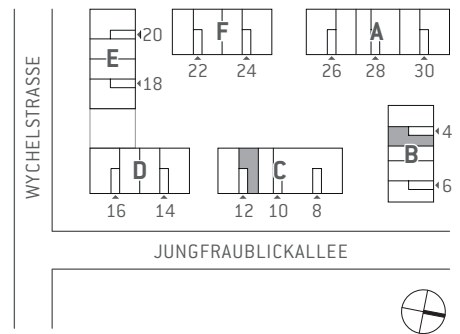 E
20
18
F
22
24
A
26
28
30
B
4
6
D
16
14
C
12
10
8
WYCHELSTRASSE
JUNGFRAUBLICKALLEE